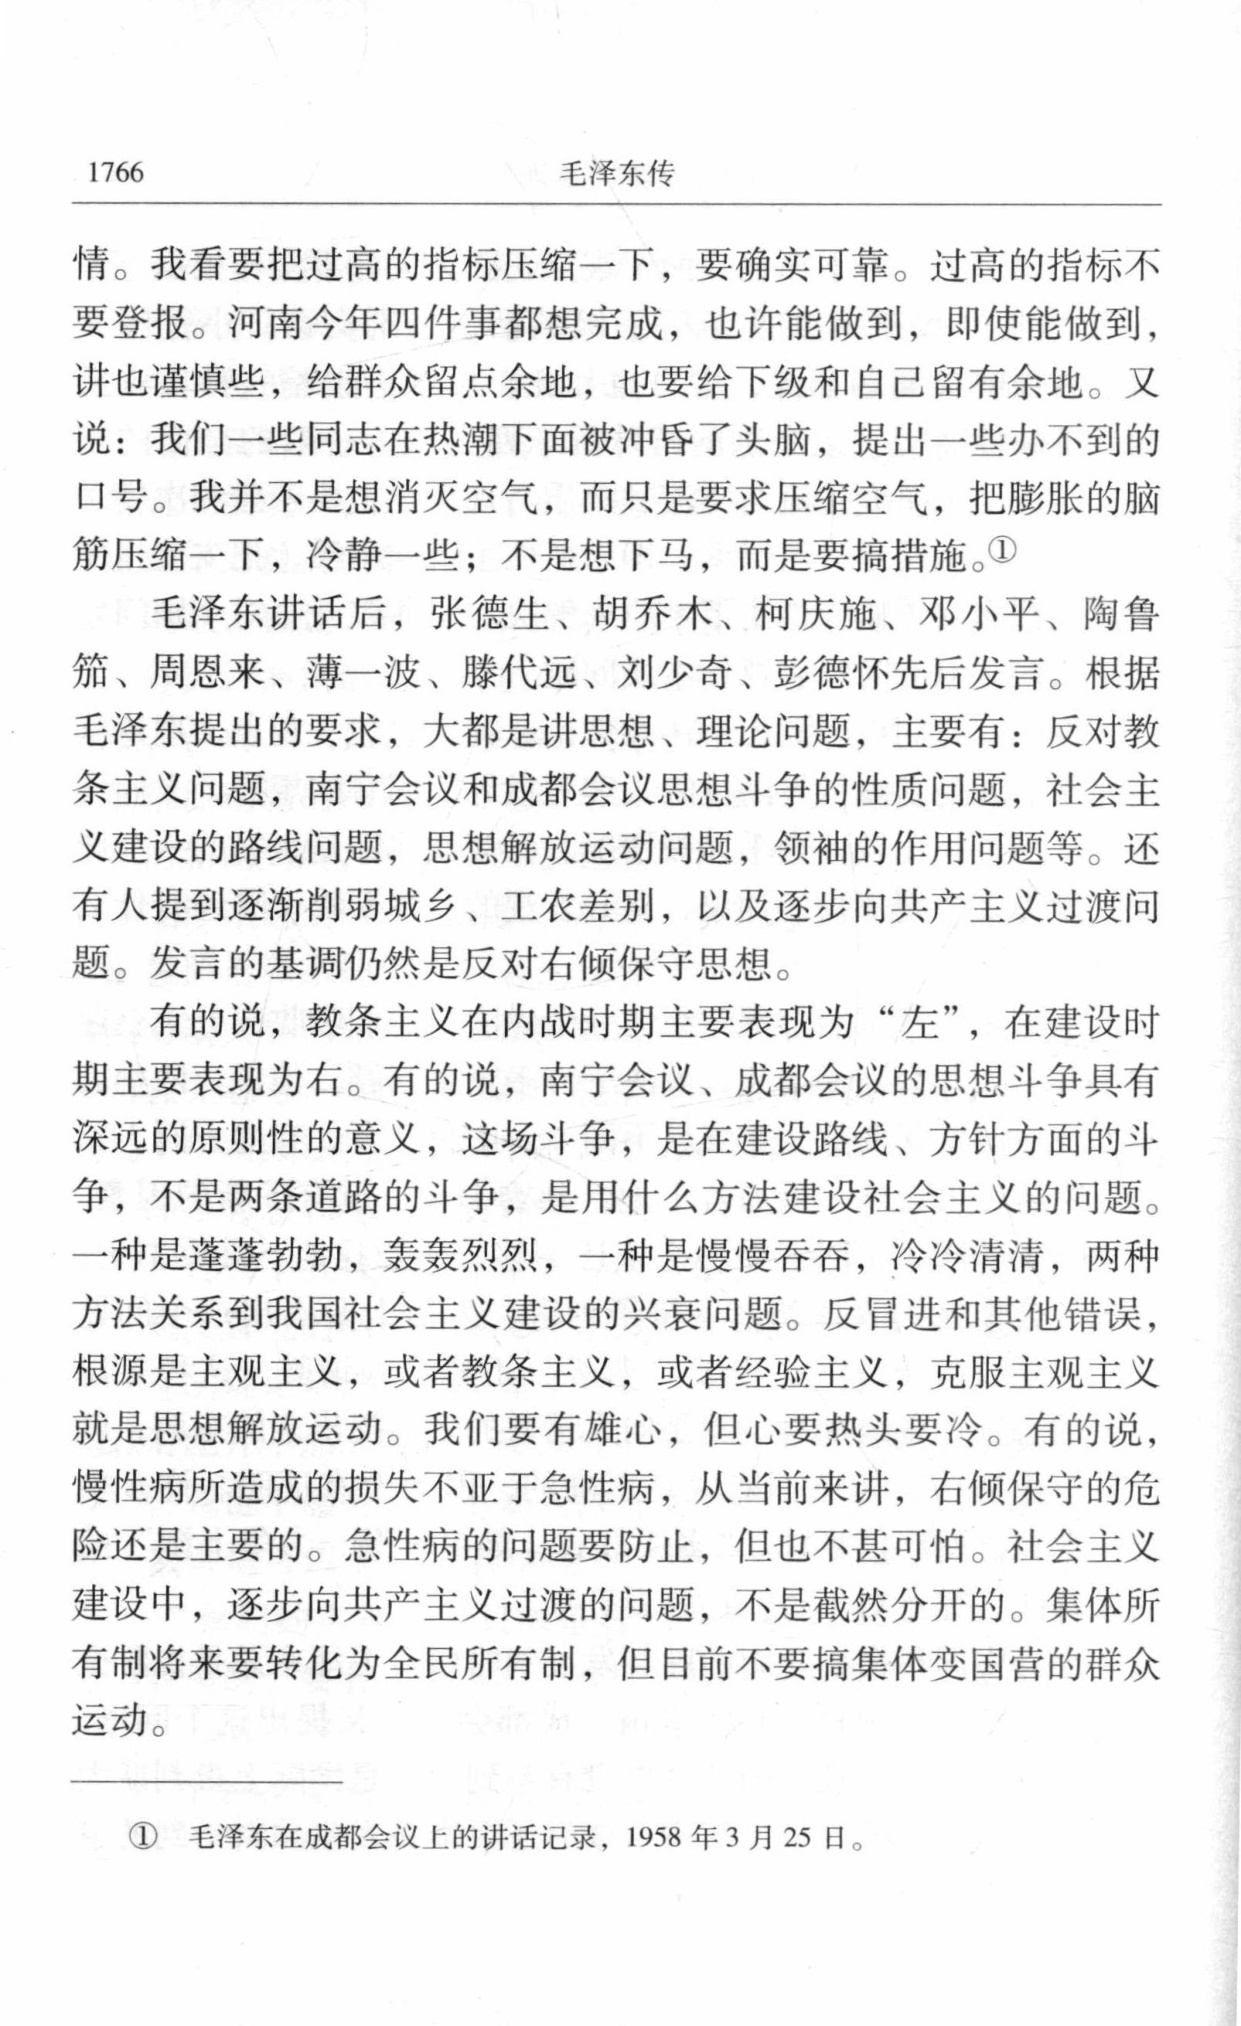 1766
毛泽东传
情。我看要把过高的指标压缩一下，要确实可靠。过高的指标不
要登报。河南今年四件事都想完成，也许能做到，即使能做到，
讲也谨慎些，给群众留点余地，也要给下级和自己留有余地。又
说：我们一些同志在热潮下面被冲昏了头脑，提出一些办不到的
口号。我并不是想消灭空气，而只是要求压缩空气，把膨胀的脑
筋压缩一下，冷静一些；不是想下马，而是要搞措施。①
毛泽东讲话后，张德生、胡乔木、柯庆施、邓小平、陶鲁
笳、周恩来、薄一波、滕代远、刘少奇、彭德怀先后发言。根据
毛泽东提出的要求，大都是讲思想、理论问题，主要有：反对教
条主义问题，南宁会议和成都会议思想斗争的性质问题，社会主
义建设的路线问题，思想解放运动问题，领袖的作用问题等。还
有人提到逐渐削弱城乡、工农差别，以及逐步向共产主义过渡问
题。发言的基调仍然是反对右倾保守思想。
有的说，教条主义在内战时期主要表现为“左”，在建设时
期主要表现为右。有的说，南宁会议、成都会议的思想斗争具有
深远的原则性的意义，这场斗争，是在建设路线、方针方面的斗
争，不是两条道路的斗争，是用什么方法建设社会主义的问题。
一种是蓬蓬勃勃，轰轰烈烈，一种是慢慢吞吞，冷冷清清，两种
方法关系到我国社会主义建设的兴衰问题。反冒进和其他错误，
根源是主观主义，或者教条主义，或者经验主义，克服主观主义
就是思想解放运动。我们要有雄心，但心要热头要冷。有的说，
慢性病所造成的损失不亚于急性病，从当前来讲，右倾保守的危
险还是主要的。急性病的问题要防止，但也不甚可怕。社会主义
建设中，逐步向共产主义过渡的问题，不是截然分开的。集体所
有制将来要转化为全民所有制，但目前不要搞集体变国营的群众
运动。
① 毛泽东在成都会议上的讲话记录，1958 年 3 月 25 日。